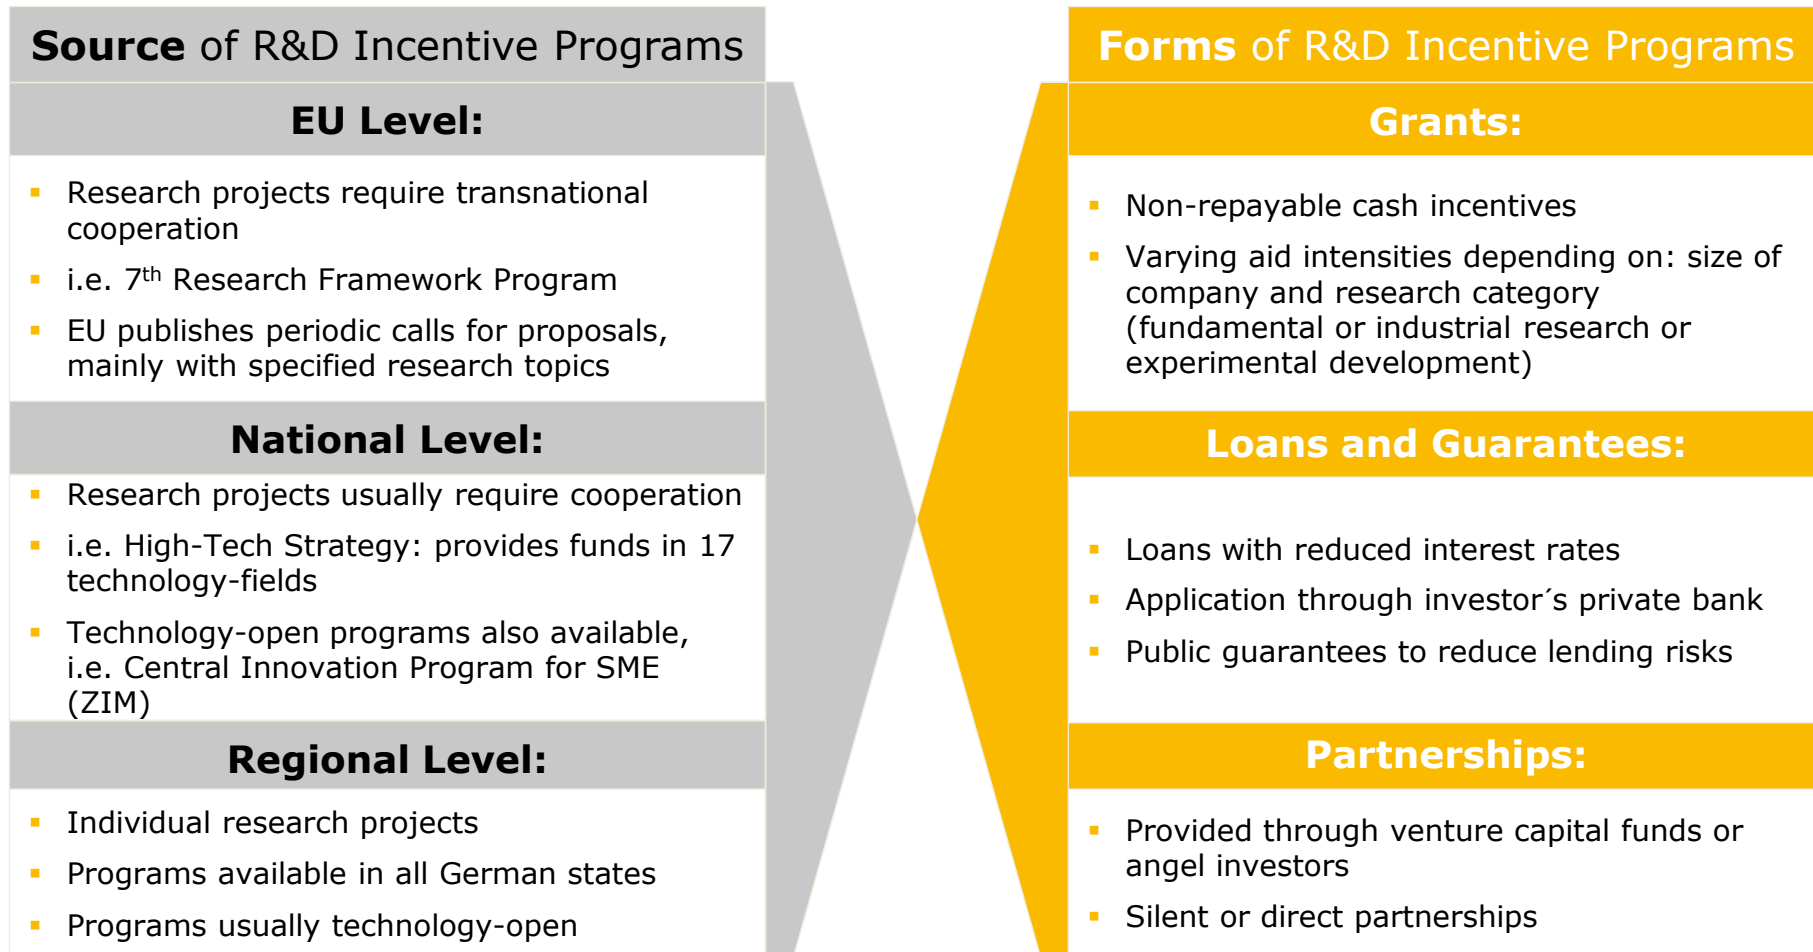 Source of R&D Incentive Programs
EU Level:
▪ Research projects require transnational
cooperation
▪ i.e. 7th Research Framework Program
▪ EU publishes periodic calls for proposals,
mainly with specified research topics
National Level:
▪ Research projects usually require cooperation
▪ i.e. High-Tech Strategy: provides funds in 17
technology-fields
▪ Technology-open programs also available,
i.e. Central Innovation Program for SME
(ZIM)
Regional Level:
▪ Individual research projects
▪ Programs available in all German states
▪ Programs usually technology-open
Forms of R&D Incentive Programs
Grants:
▪ Non-repayable cash incentives
▪ Varying aid intensities depending on: size of
company and research category
(fundamental or industrial research or
experimental development)
Loans and Guarantees:
▪ Loans with reduced interest rates
▪ Application through investor´s private bank
▪ Public guarantees to reduce lending risks
Partnerships:
▪ Provided through venture capital funds or
angel investors
▪ Silent or direct partnerships